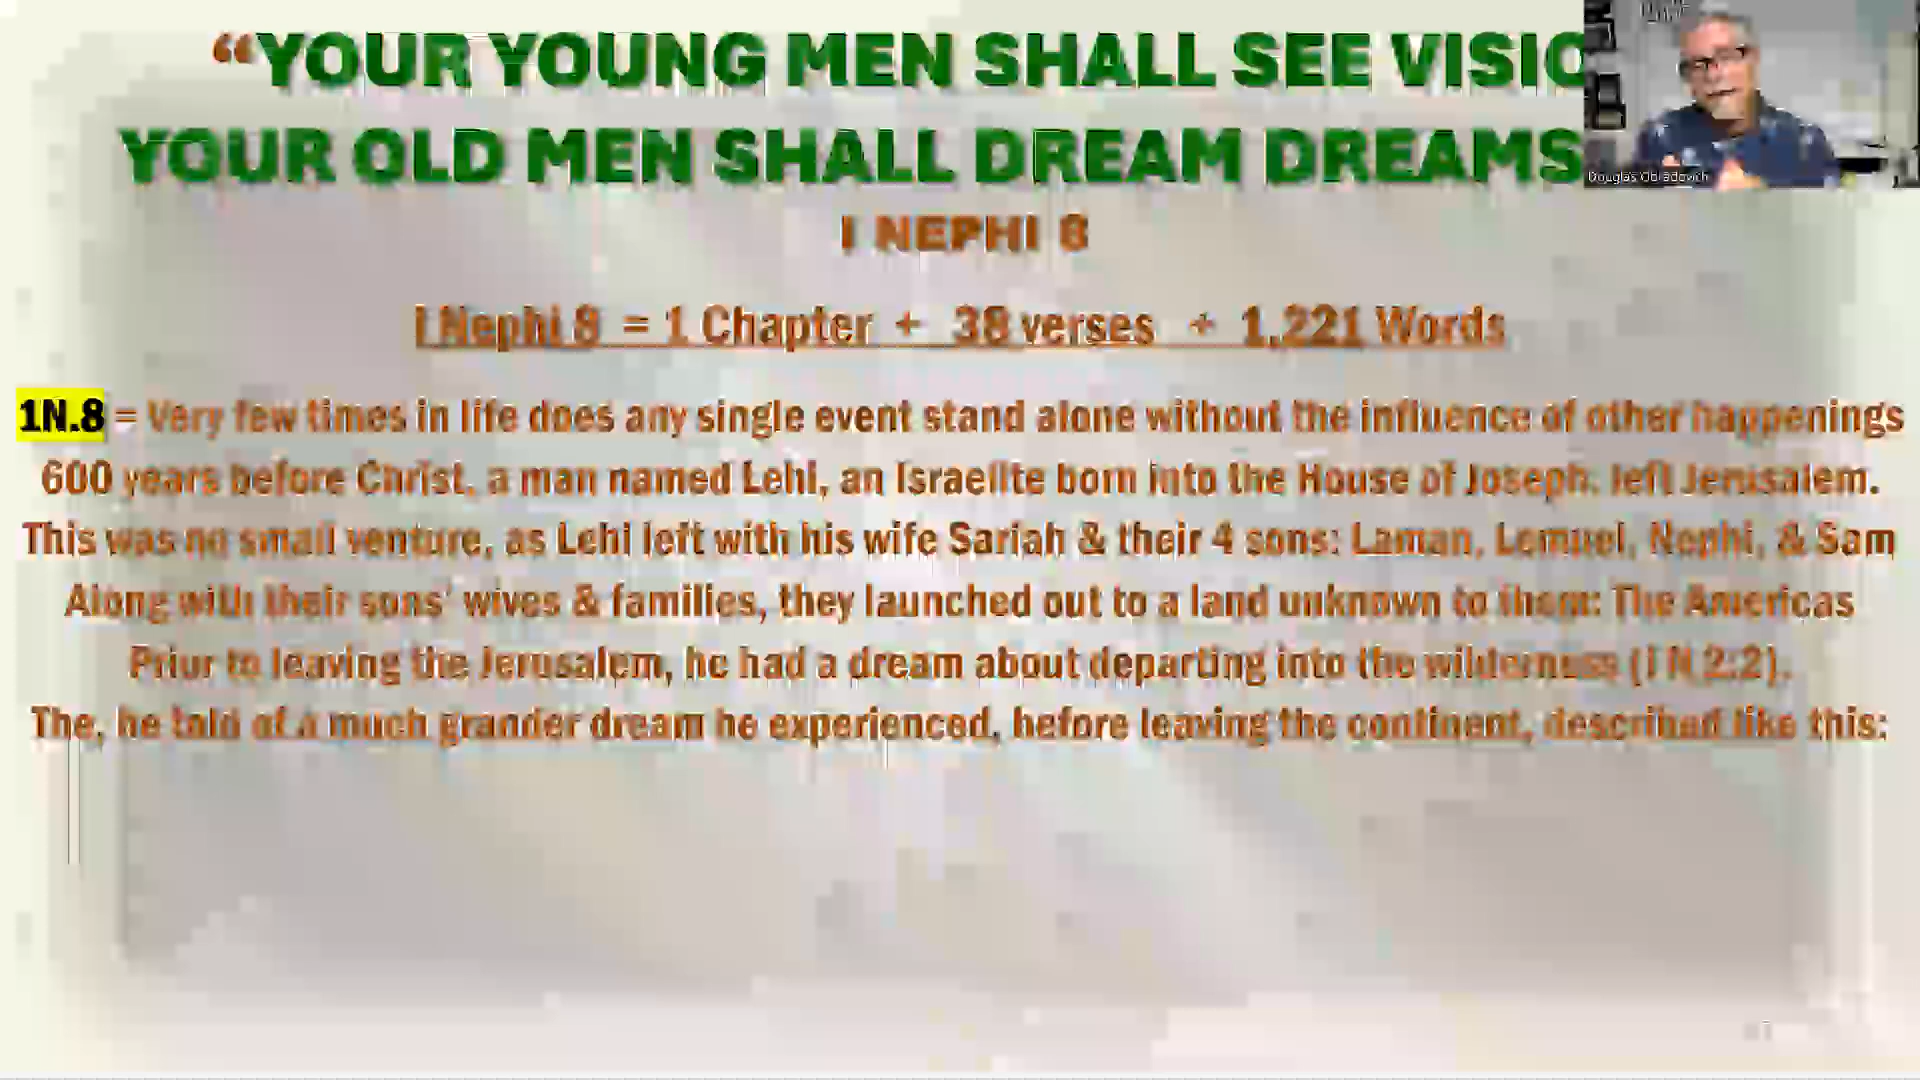 “YOUR YOUNG MEN SHALL SEE VISIO
YOUR OLD MEN SHALL DREAM DREAMS
Douglas Obradovich
I NEPHI 8
I Nephi 8 = 1 Chapter + 38 verses + 1,221 Words
1N.8 = Very few times in life does any single event stand alone without the influence of other happenings
600 years before Christ, a man named Lehi, an Israelite born into the House of Joseph, left Jerusalem.
This was no small venture, as Lehi left with his wife Sariah & their 4 sons: Laman, Lemuel, Nephi, & Sam
Along with their sons’ wives & families, they launched out to a land unknown to them: The Americas
Prior to leaving the Jerusalem, he had a dream about departing into the wilderness (I N 2:2).
The, he told of a much grander dream he experienced, before leaving the continent, described like this: